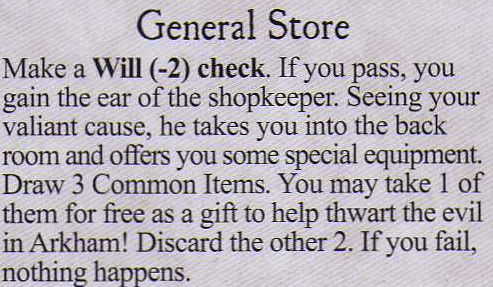 General Store
Make a Will (-2) check. If you pass, you
gain the ear of the shopkeeper. Seeing your
valiant cause, he takes you into the back
room and offers you some special equipment.
Draw 3 Common Items. You may take 1 of
them for free as a gift to help thwart the evil
in Arkham! Discard the other 2. If you fail,
nothing happens.